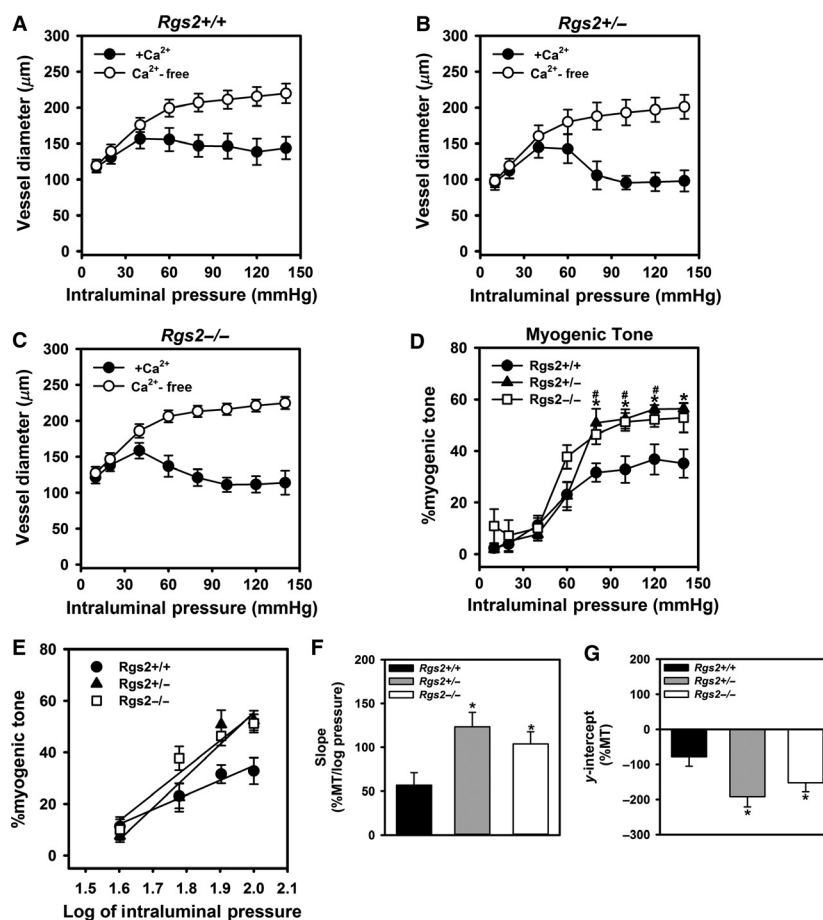 A
Rgs2+/+
+Ca2+
Ca2+- free
300
250
200
150
100
50
0
Vessel diameter (μm)
0 30 60 90 120 150
Intraluminal pressure (mmHg)
B
Rgs2+/–
+Ca2+
Ca2+- free
300
250
200
150
100
50
0
Vessel diameter (μm)
0 30 60 90 120 150
Intraluminal pressure (mmHg)
C
Rgs2–/–
+Ca2+
Ca2+- free
300
250
200
150
100
50
0
Vessel diameter (μm)
0 30 60 90 120 150
Intraluminal pressure (mmHg)
D
Myogenic Tone
Rgs2+/+
Rgs2+/–
Rgs2–/–
# # #
* * * *
80
60
40
20
0
%myogenic tone
0 30 60 90 120 150
Intraluminal pressure (mmHg)
E
Rgs2+/+
Rgs2+/–
Rgs2–/–
80
60
40
20
0
%myogenic tone
1.5 1.6 1.7 1.8 1.9 2.0 2.1
Log of intraluminal pressure
F
Rgs2+/+
Rgs2+/–
Rgs2–/–
200
150
100
50
0
Slope
(%MT/log pressure)
* *
G
Rgs2+/+
Rgs2+/–
Rgs2–/–
200
100
0
–100
–200
–300
y-intercept
(%MT)
* *